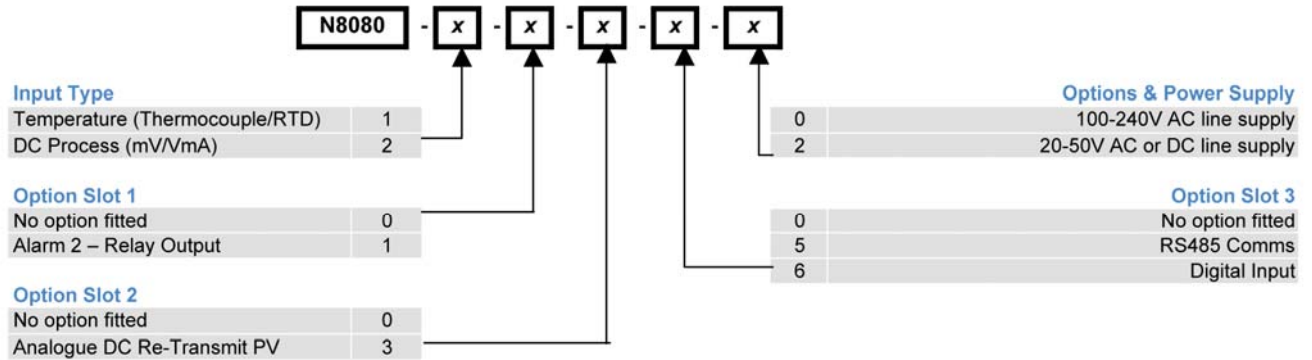 N8080 - x - x - x - x - x
Input Type
Temperature (Thermocouple/RTD) 1
DC Process (mV/VmA) 2
Option Slot 1
No option fitted 0
Alarm 2 – Relay Output 1
Option Slot 2
No option fitted 0
Analogue DC Re-Transmit PV 3
Options & Power Supply
0 100-240V AC line supply
2 20-50V AC or DC line supply
Option Slot 3
0 No option fitted
5 RS485 Comms
6 Digital Input